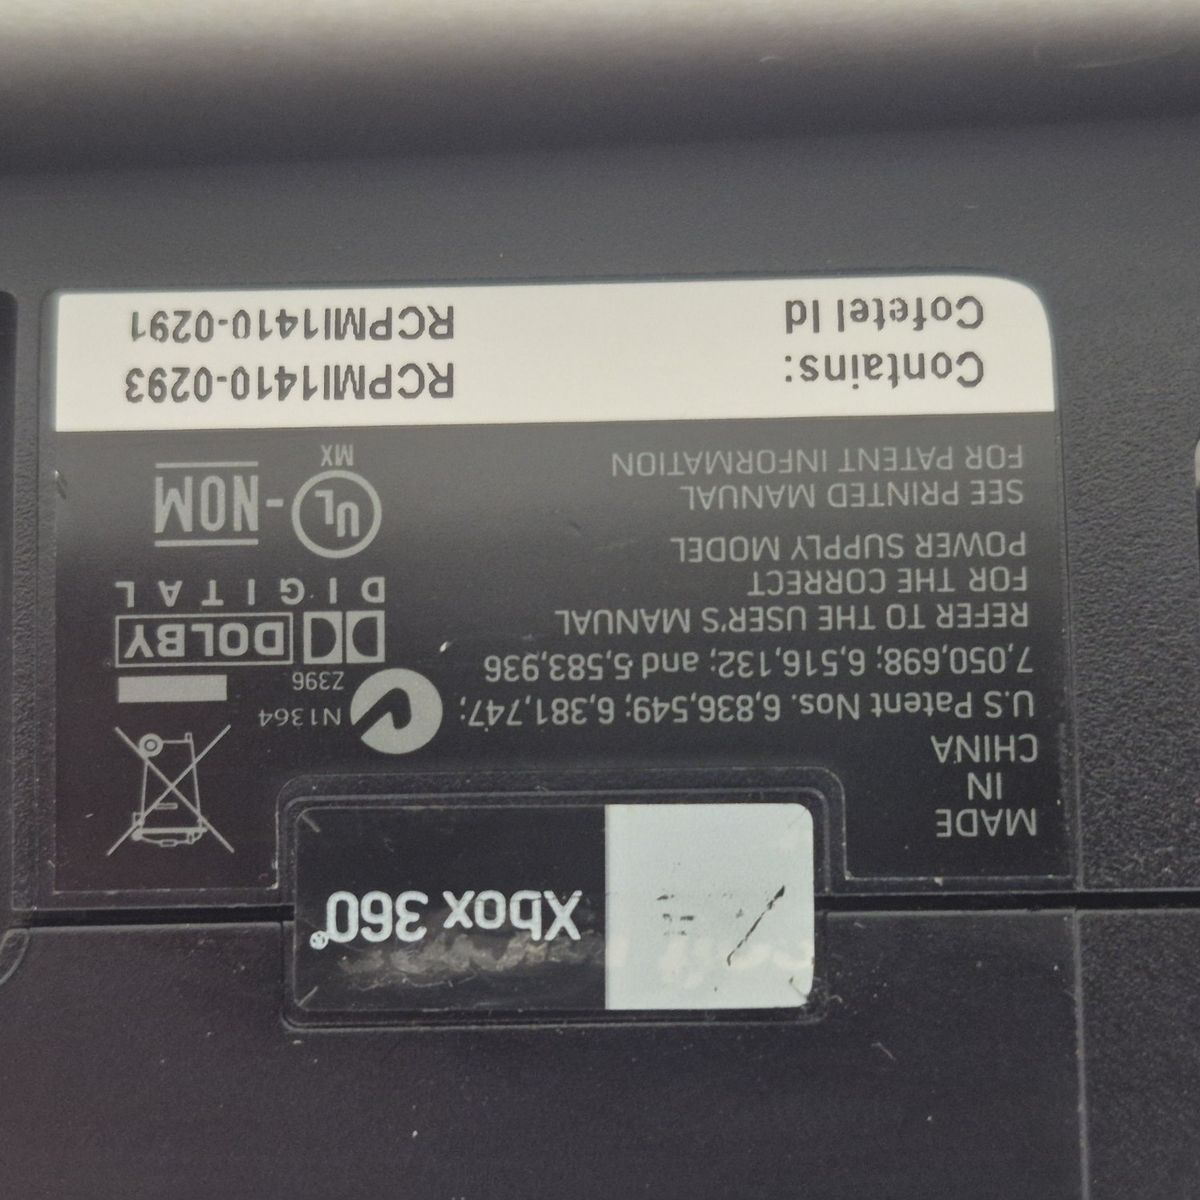 Xbox 360®
MADE
IN
CHINA
U.S Patent Nos. 6,836,549; 6,381,747;
7,050,698; 6,516,132; and 5,583,936
REFER TO THE USER'S MANUAL
FOR THE CORRECT
POWER SUPPLY MODEL
SEE PRINTED MANUAL
FOR PATENT INFORMATION
N1364
Z396
DOLBY
DIGITAL
UL -NOM
MX
Contains: RCPMI1410-0293
Cofetel Id RCPMI1410-0291